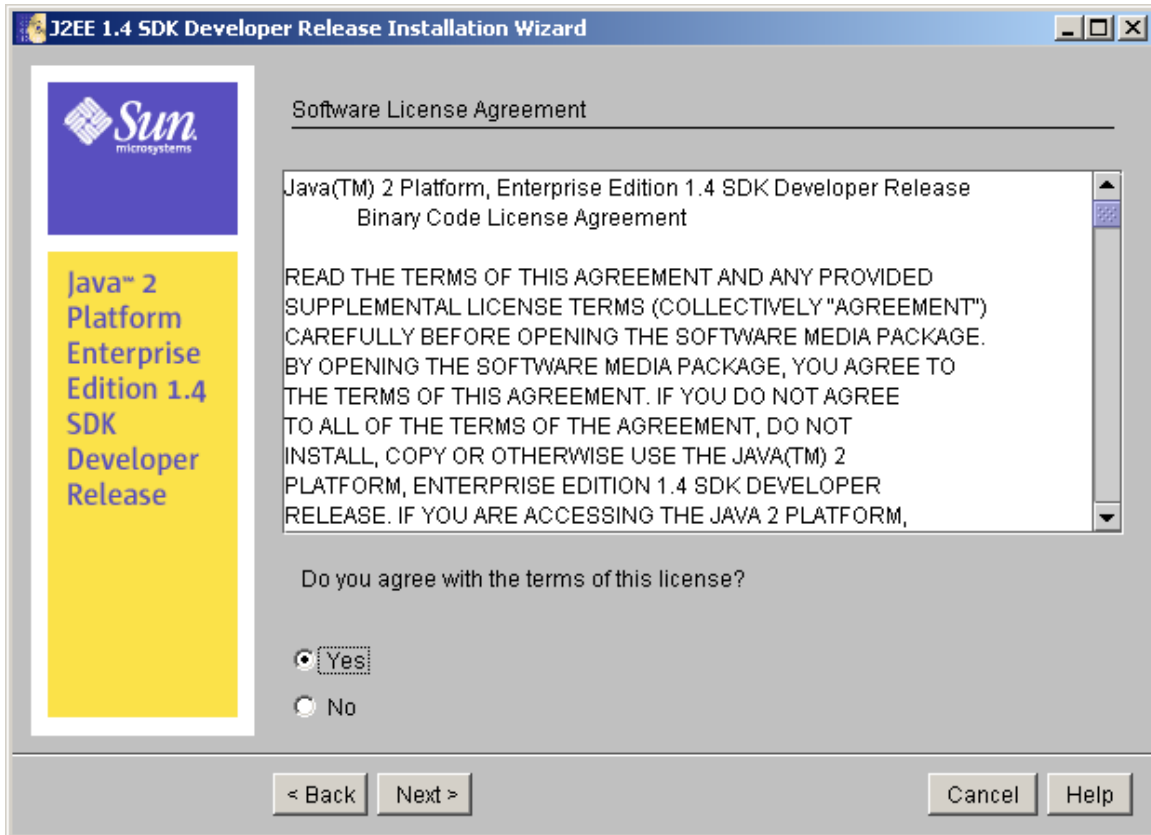 J2EE 1.4 SDK Developer Release Installation Wizard
Sun
microsystems
Java™ 2
Platform
Enterprise
Edition 1.4
SDK
Developer
Release
Software License Agreement
Java(TM) 2 Platform, Enterprise Edition 1.4 SDK Developer Release
Binary Code License Agreement
READ THE TERMS OF THIS AGREEMENT AND ANY PROVIDED
SUPPLEMENTAL LICENSE TERMS (COLLECTIVELY "AGREEMENT")
CAREFULLY BEFORE OPENING THE SOFTWARE MEDIA PACKAGE.
BY OPENING THE SOFTWARE MEDIA PACKAGE, YOU AGREE TO
THE TERMS OF THIS AGREEMENT. IF YOU DO NOT AGREE
TO ALL OF THE TERMS OF THE AGREEMENT, DO NOT
INSTALL, COPY OR OTHERWISE USE THE JAVA(TM) 2
PLATFORM, ENTERPRISE EDITION 1.4 SDK DEVELOPER
RELEASE. IF YOU ARE ACCESSING THE JAVA 2 PLATFORM,
Do you agree with the terms of this license?
Yes
No
< Back
Next >
Cancel
Help